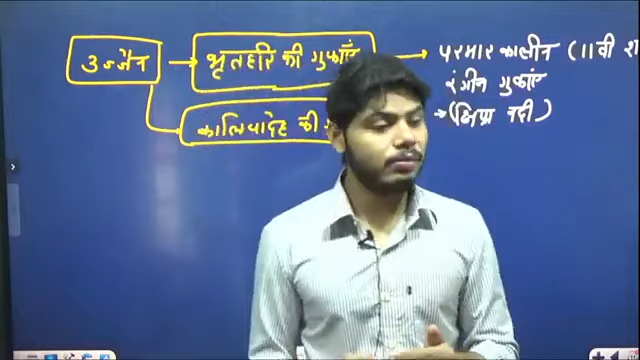 उज्जैन → भृतहरि की गुफाएँ → परमार कालीन (11वी
रंगीन गुफाएं
कालियादेह की → (क्षिप्रा नदी)